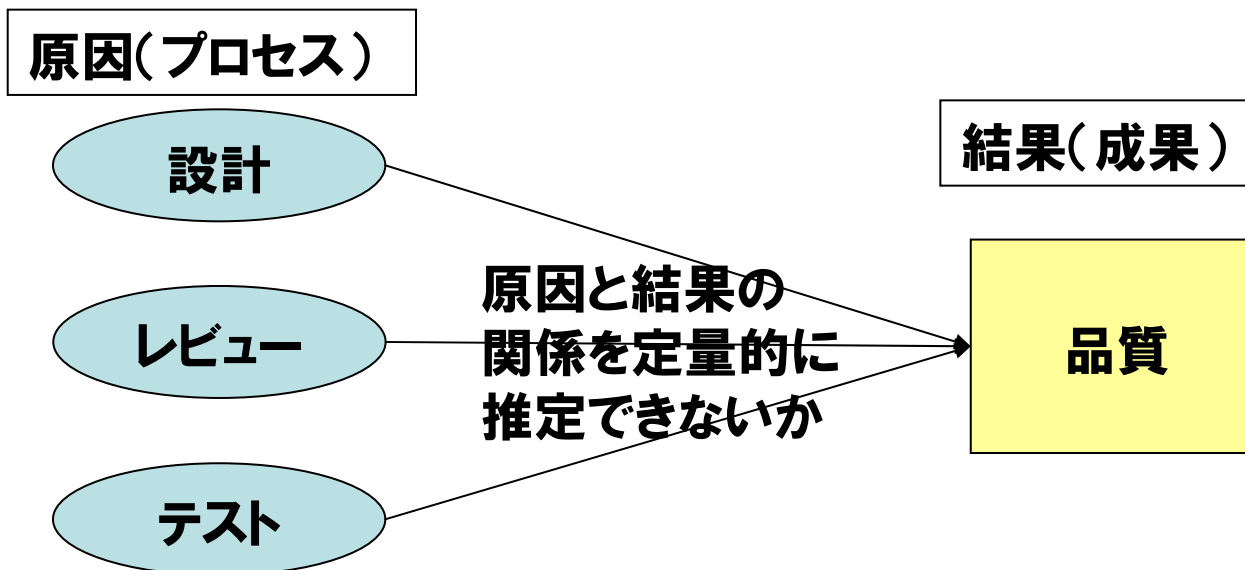 原因（プロセス）
設計
結果（成果）
原因と結果の
レビュー
関係を定量的に
品質
推定できないか
テスト